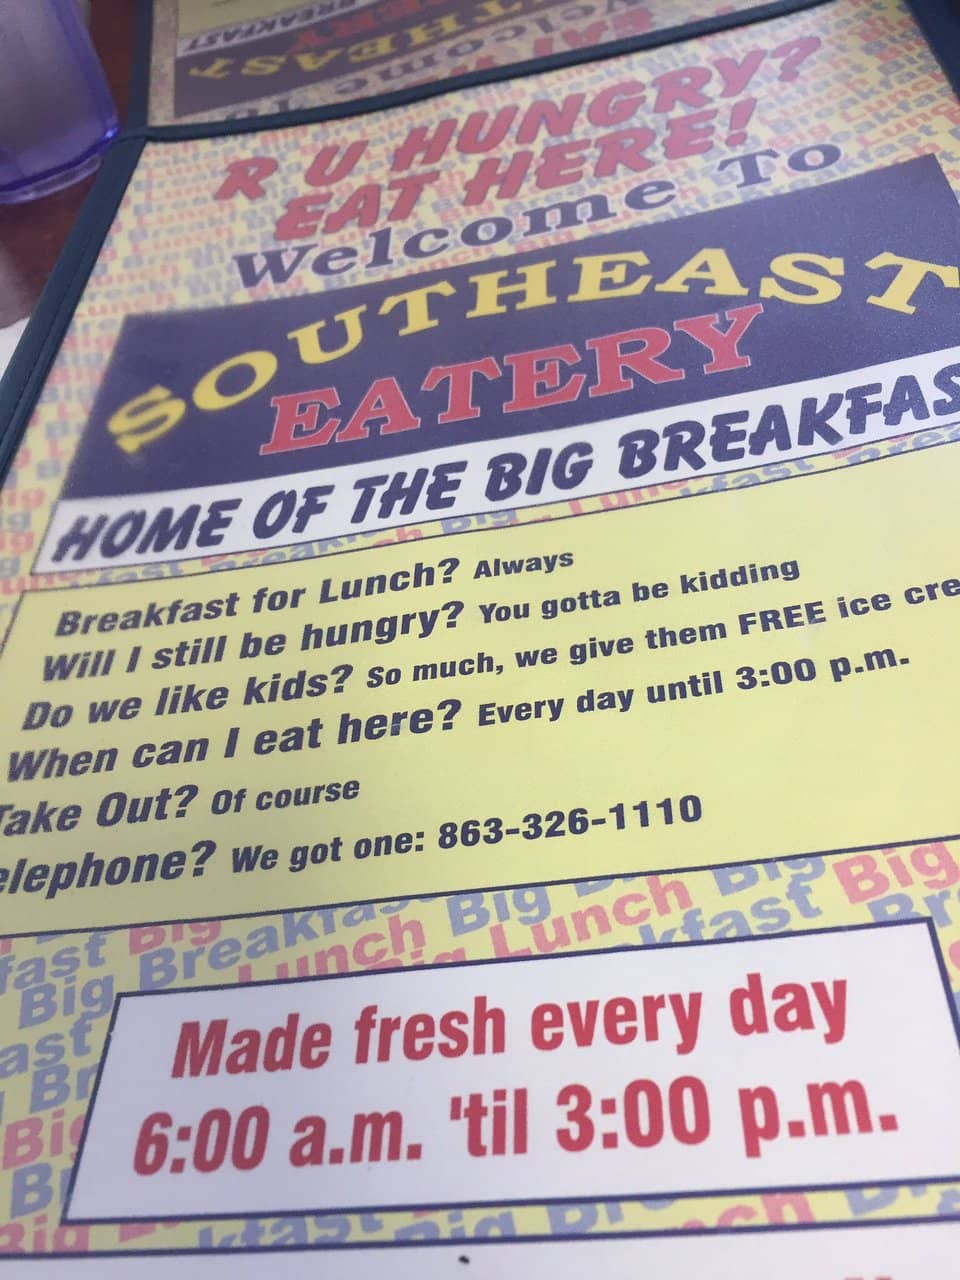 BREAKFAST
R U HUNGRY?
EAT HERE!
Welcome To
SOUTHEAST
EATERY
HOME OF THE BIG BREAKFAS
Breakfast for Lunch? Always
Will I still be hungry? You gotta be kidding
Do we like kids? So much, we give them FREE ice cre
When can I eat here? Every day until 3:00 p.m.
Take Out? Of course
elephone? We got one: 863-326-1110
Made fresh every day
6:00 a.m. 'til 3:00 p.m.